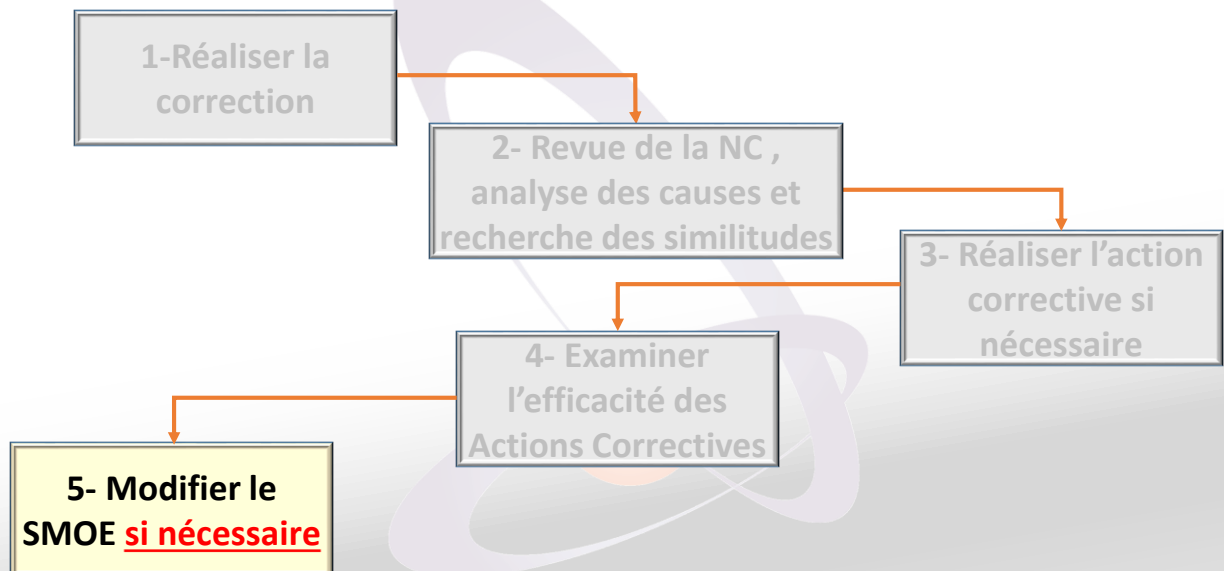 1-Réaliser la
correction
2- Revue de la NC ,
analyse des causes et
recherche des similitudes
3- Réaliser l’action
corrective si
nécessaire
4- Examiner
l’efficacité des
Actions Correctives
5- Modifier le
SMOE si nécessaire